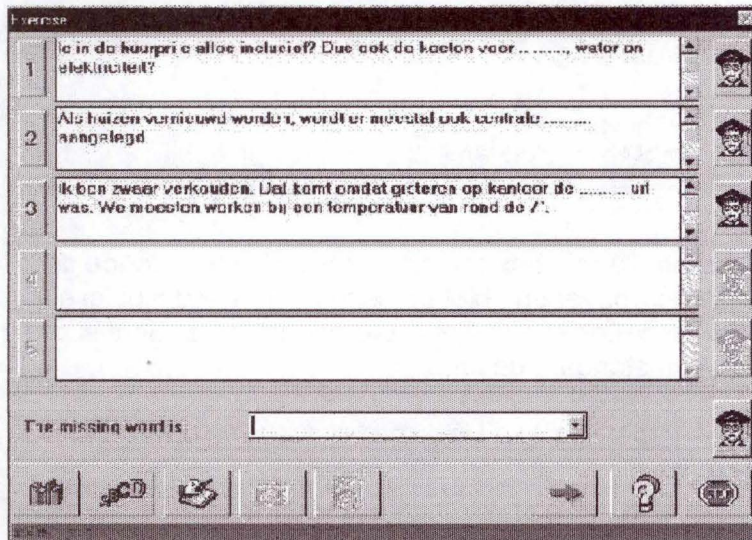 Exercise
1
Is in de huurprijs alles inclusief? Dus ook de kosten voor .........., water en
elektriciteit?
2
Als huizen vernieuwd worden, wordt er meestal ook centrale ..........
aangelegd
3
Ik ben zwaar verkouden. Dat komt omdat gisteren op kantoor de .......... uit
was. We moesten werken bij een temperatuur van rond de
4
5
The missing word is
STOP